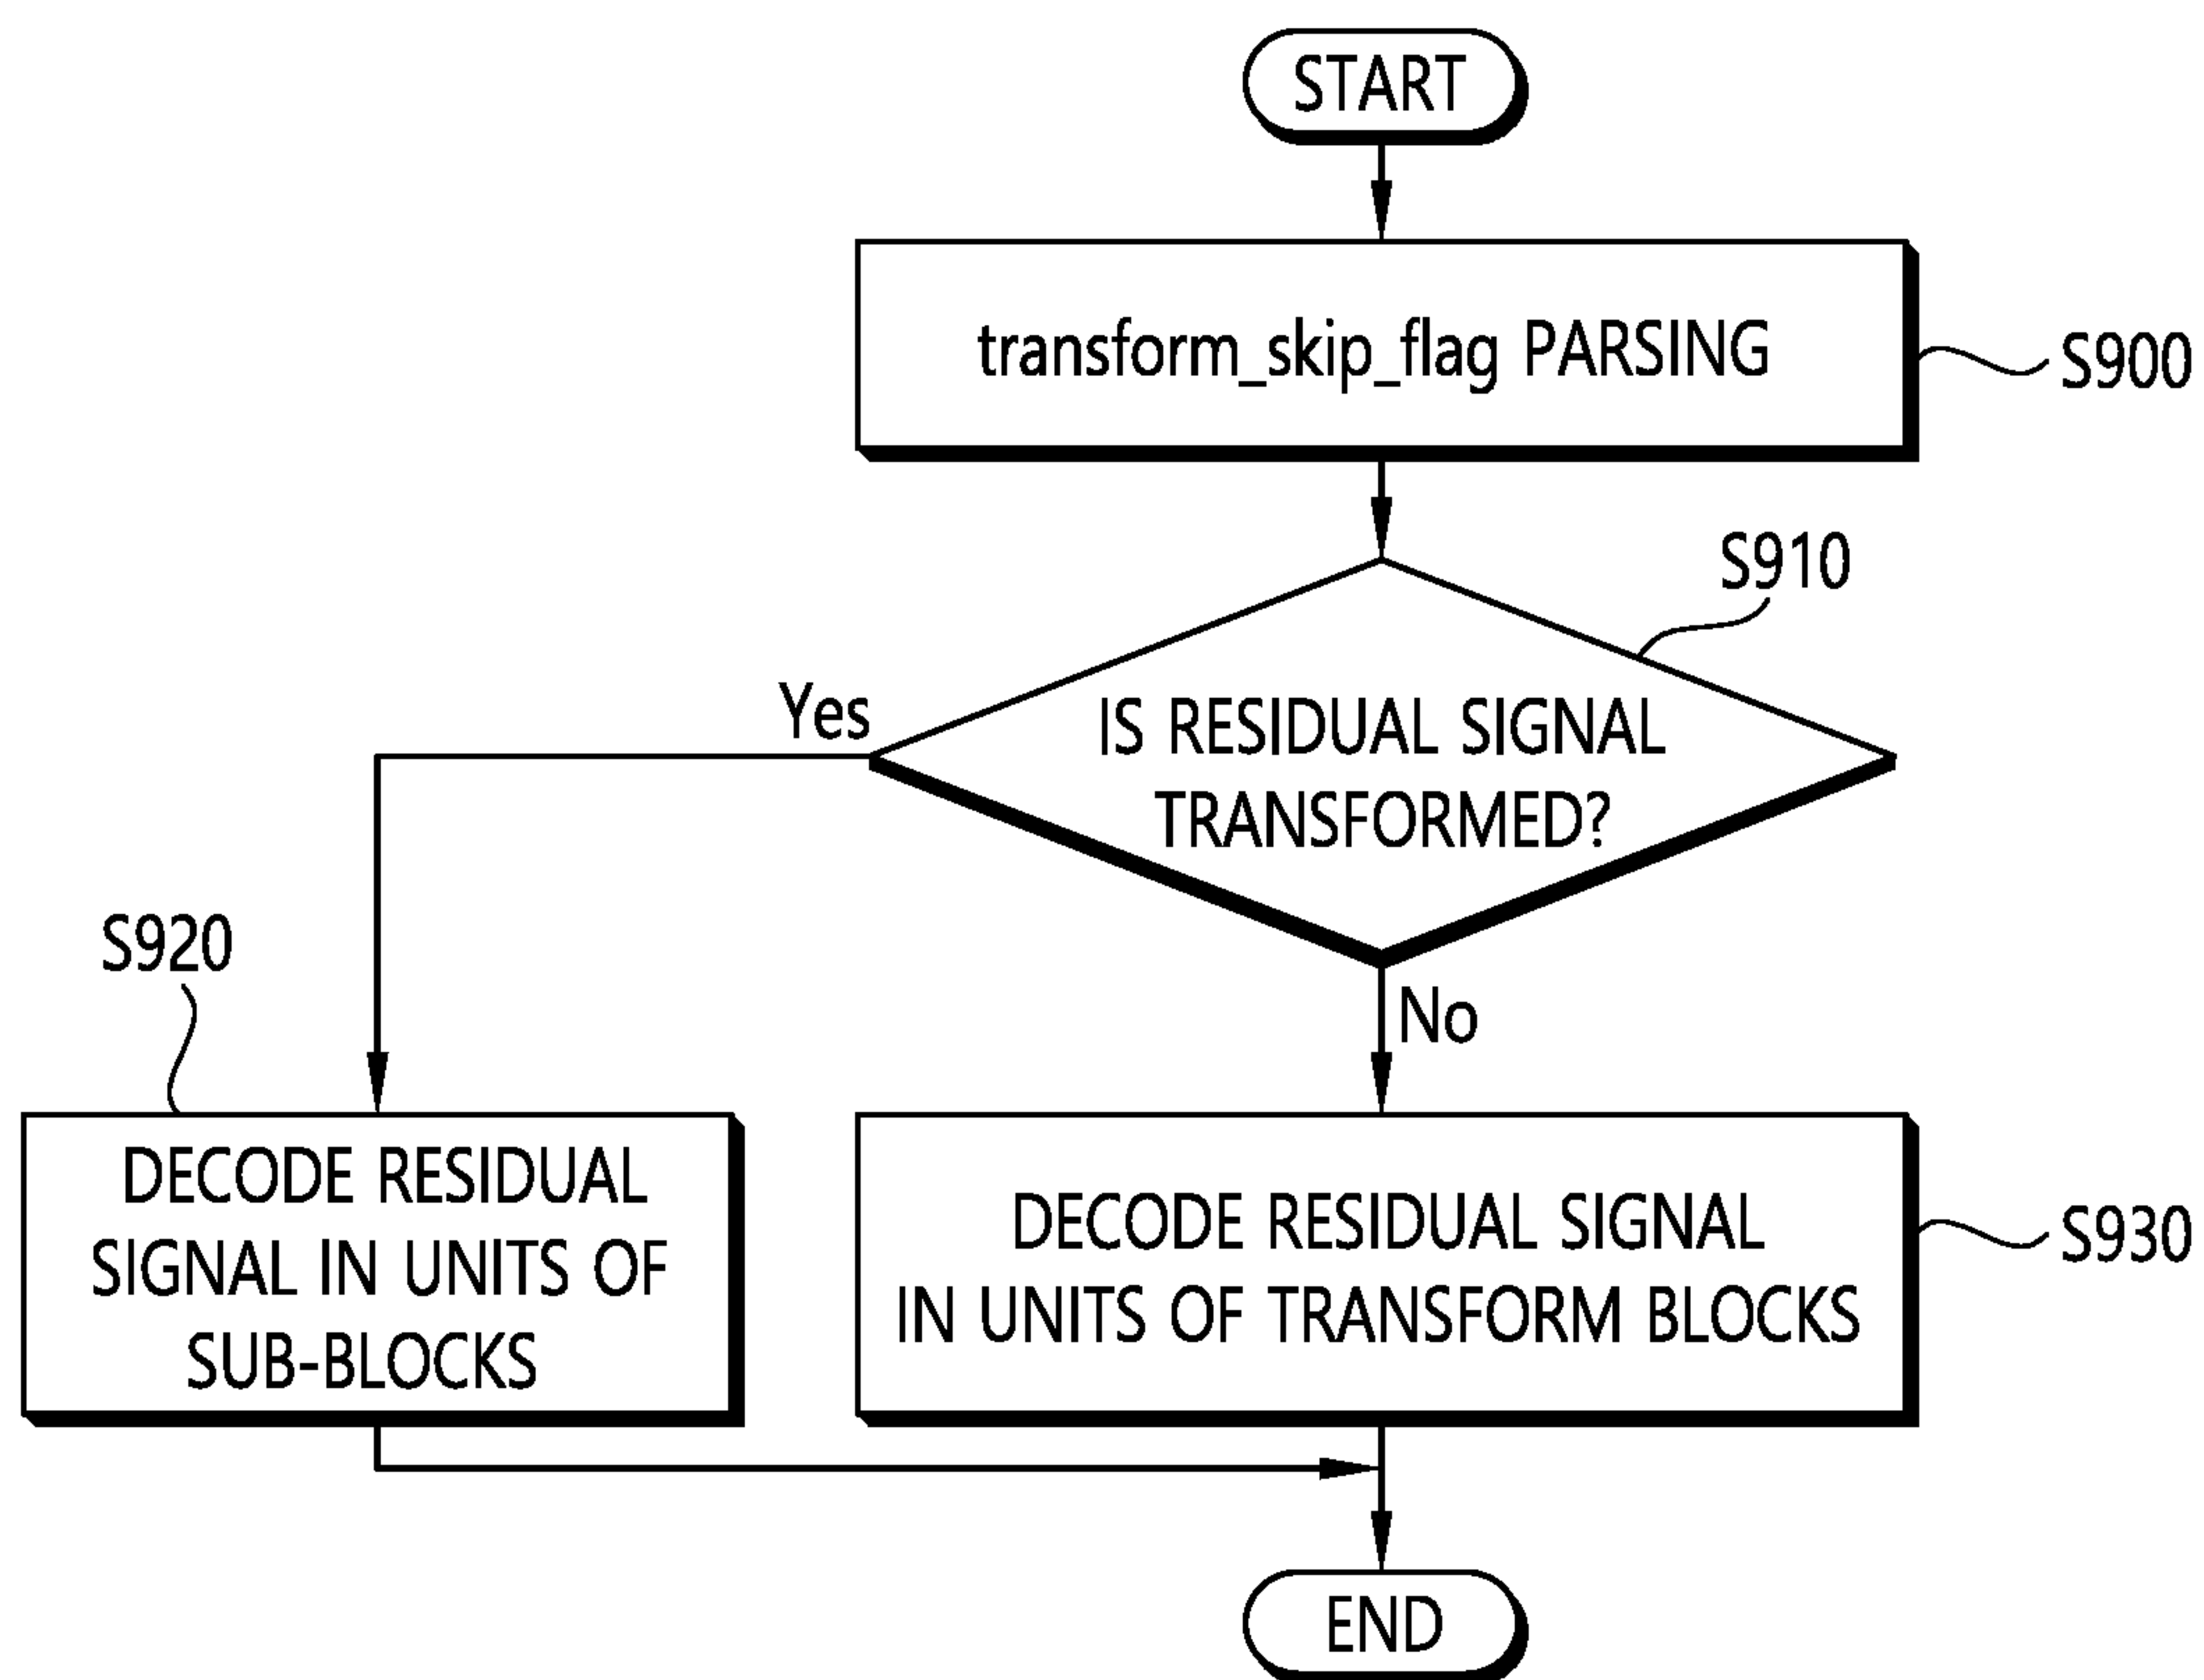 START
transform_skip_flag PARSING
S900
S910
IS RESIDUAL SIGNAL
TRANSFORMED?
Yes
No
S920
DECODE RESIDUAL
SIGNAL IN UNITS OF
SUB-BLOCKS
DECODE RESIDUAL SIGNAL
IN UNITS OF TRANSFORM BLOCKS
S930
END